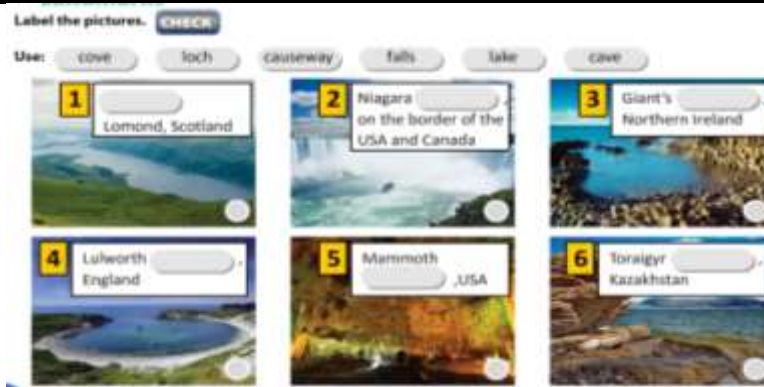 Label the pictures. CHECK
Use: cove loch causeway falls lake cave
1
Lomond, Scotland
2 Niagara ,
on the border of the
USA and Canada
3 Giant's ,
Northern Ireland
4 Lulworth ,
England
5 Mammoth
,USA
6 Toraigyr ,
Kazakhstan